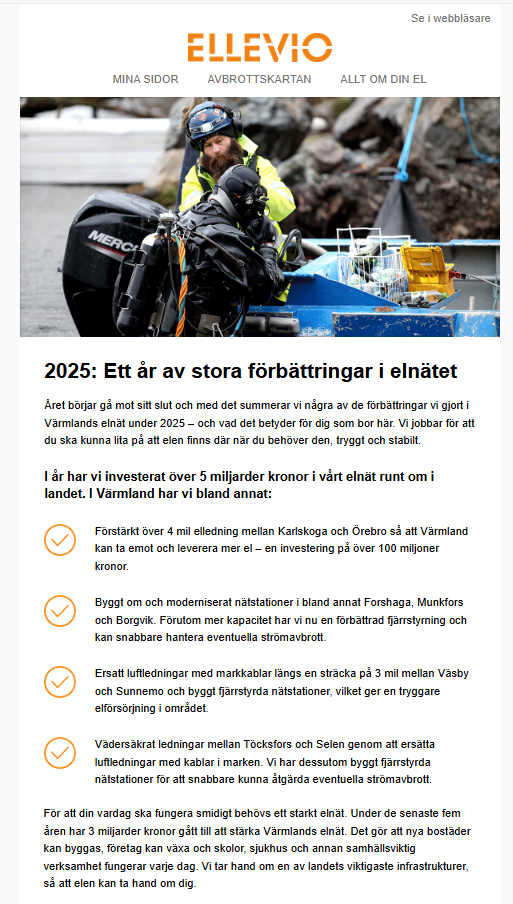 Se i webbläsare
ELLEVIO
MINA SIDOR AVBROTTSKARTAN ALLT OM DIN EL
MERC
2025: Ett år av stora förbättringar i elnätet
Året börjar gå mot sitt slut och med det summerar vi några av de förbättringar vi gjort i
Värmlands elnät under 2025 – och vad det betyder för dig som bor här. Vi jobbar för att
du ska kunna lita på att elen finns där när du behöver den, tryggt och stabilt.
I år har vi investerat över 5 miljarder kronor i vårt elnät runt om i
landet. I Värmland har vi bland annat:
Förstärkt över 4 mil elledning mellan Karlskoga och Örebro så att Värmland
kan ta emot och leverera mer el – en investering på över 100 miljoner
kronor.
Byggt om och moderniserat nätstationer i bland annat Forshaga, Munkfors
och Borgvik. Förutom mer kapacitet har vi nu en förbättrad fjärrstyrning och
kan snabbare hantera eventuella strömavbrott.
Ersatt luftledningar med markkablar längs en sträcka på 3 mil mellan Väsby
och Sunnemo och byggt fjärrstyrda nätstationer, vilket ger en tryggare
elförsörjning i området.
Vädersäkrat ledningar mellan Töcksfors och Selen genom att ersätta
luftledningar med kablar i marken. Vi har dessutom byggt fjärrstyrda
nätstationer för att snabbare kunna åtgärda eventuella strömavbrott.
För att din vardag ska fungera smidigt behövs ett starkt elnät. Under de senaste fem
åren har 3 miljarder kronor gått till att stärka Värmlands elnät. Det gör att nya bostäder
kan byggas, företag kan växa och skolor, sjukhus och annan samhällsviktig
verksamhet fungerar varje dag. Vi tar hand om en av landets viktigaste infrastrukturer,
så att elen kan ta hand om dig.